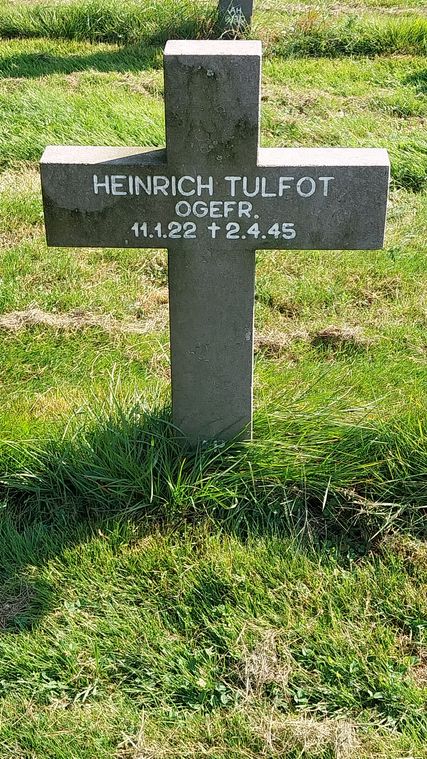 HEINRICH TULFOT
OGEFR.
11.1.22 † 2.4.45